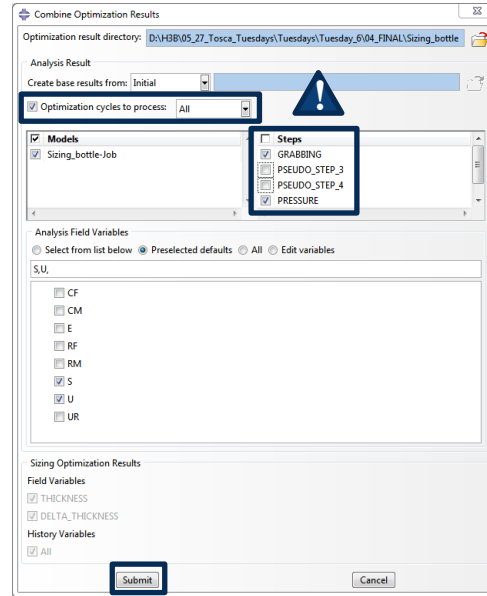 Combine Optimization Results
Optimization result directory: D:\H3B\05_27_Tosca_Tuesdays\Tuesdays\Tuesday_6\04_FINAL\Sizing_bottle
Analysis Result
Create base results from: Initial
Optimization cycles to process: All
Models
Sizing_bottle-Job
Steps
GRABBING
PSEUDO_STEP_3
PSEUDO_STEP_4
PRESSURE
Analysis Field Variables
Select from list below Preselected defaults All Edit variables
S,U,
CF
CM
E
RF
RM
S
U
UR
Sizing Optimization Results
Field Variables
THICKNESS
DELTA_THICKNESS
History Variables
All
Submit Cancel